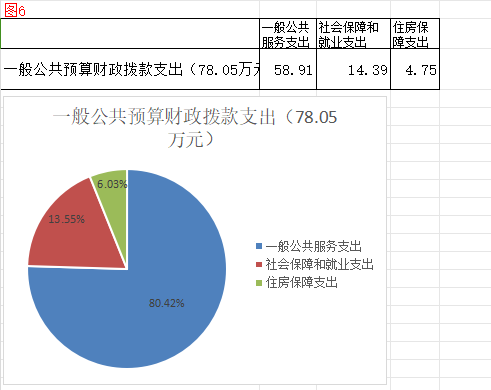 图6
一般公共
服务支出
社会保障和
就业支出
住房保
障支出
一般公共预算财政拨款支出（78.05万元
58.91
14.39
4.75
一般公共预算财政拨款支出（78.05
万元）
6.03%
13.55%
80.42%
一般公共服务支出
社会保障和就业支出
住房保障支出